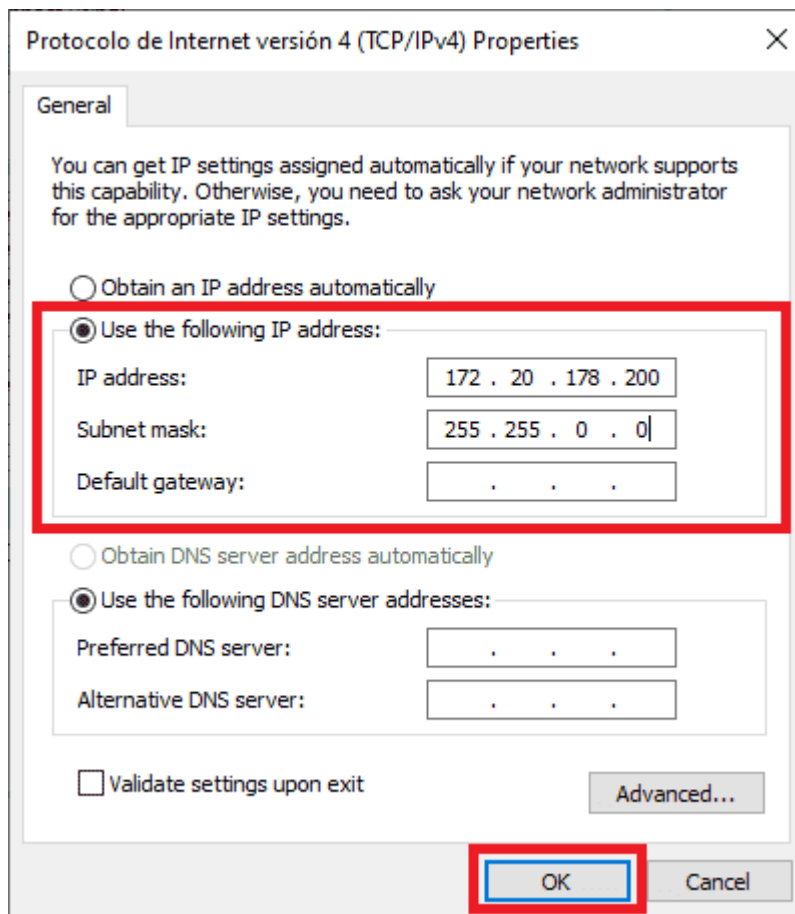 Protocolo de Internet versión 4 (TCP/IPv4) Properties
General
You can get IP settings assigned automatically if your network supports
this capability. Otherwise, you need to ask your network administrator
for the appropriate IP settings.
Obtain an IP address automatically
Use the following IP address:
IP address: 172 . 20 . 178 . 200
Subnet mask: 255 . 255 . 0 . 0
Default gateway: . . .
Obtain DNS server address automatically
Use the following DNS server addresses:
Preferred DNS server: . . .
Alternative DNS server: . . .
Validate settings upon exit
Advanced...
OK Cancel